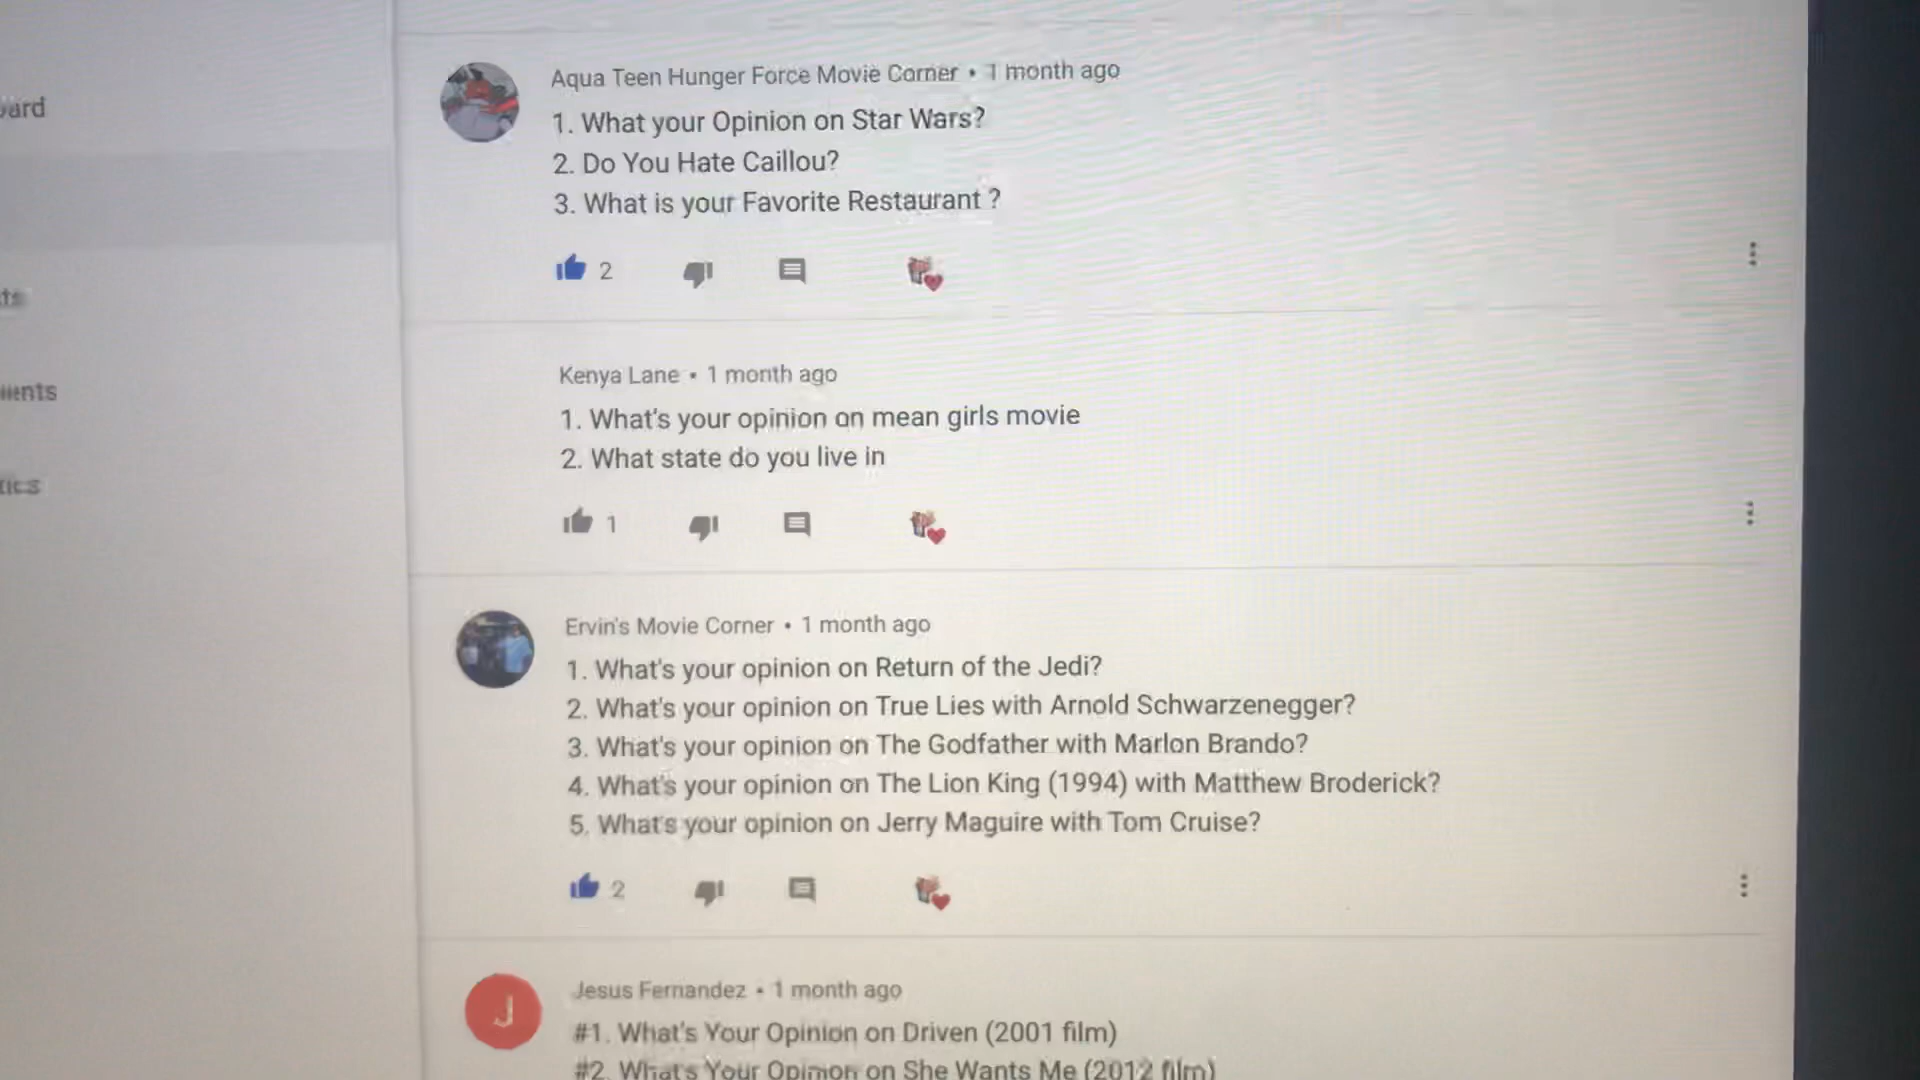 Aqua Teen Hunger Force Movie Corner • 1 month ago
1. What your Opinion on Star Wars?
2. Do You Hate Caillou?
3. What is your Favorite Restaurant ?
2
Kenya Lane • 1 month ago
1. What's your opinion on mean girls movie
2. What state do you live in
1
Ervin's Movie Corner • 1 month ago
1. What's your opinion on Return of the Jedi?
2. What's your opinion on True Lies with Arnold Schwarzenegger?
3. What's your opinion on The Godfather with Marlon Brando?
4. What's your opinion on The Lion King (1994) with Matthew Broderick?
5. What's your opinion on Jerry Maguire with Tom Cruise?
2
J
Jesus Fernandez • 1 month ago
#1. What's Your Opinion on Driven (2001 film)
#2. What's Your Opinion on She Wants Me (2012 film)